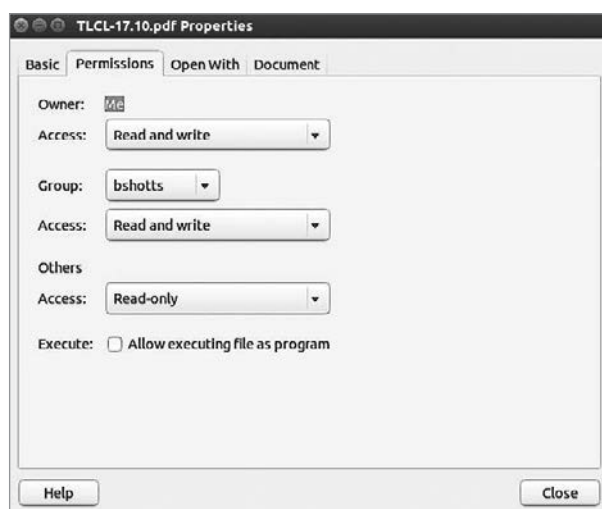 TLCL-17.10.pdf Properties
Basic Permissions Open With Document
Owner: Me
Access: Read and write
Group: bshotts
Access: Read and write
Others
Access: Read-only
Execute: Allow executing file as program
Help Close